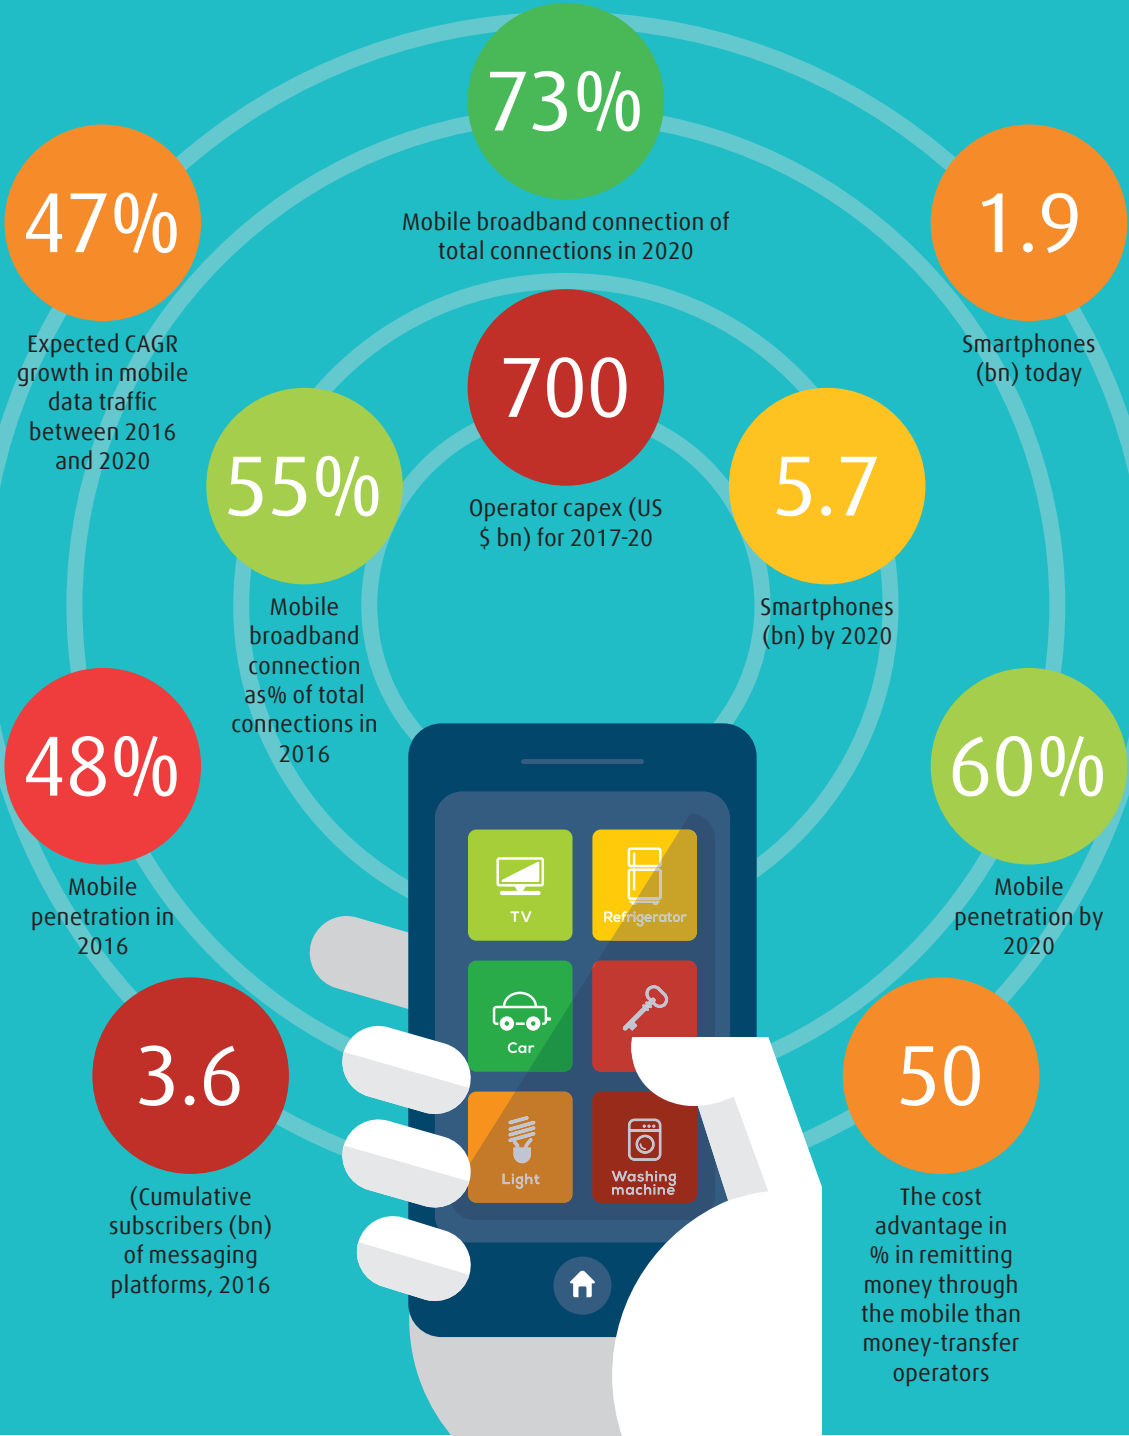 73%
Mobile broadband connection of
total connections in 2020
47%
Expected CAGR
growth in mobile
data traffic
between 2016
and 2020
1.9
Smartphones
(bn) today
700
Operator capex (US
$ bn) for 2017-20
55%
Mobile
broadband
connection
as% of total
connections in
2016
5.7
Smartphones
(bn) by 2020
48%
Mobile
penetration in
2016
60%
Mobile
penetration by
2020
TV
Refrigerator
Car
Light
Washing
machine
3.6
(Cumulative
subscribers (bn)
of messaging
platforms, 2016
50
The cost
advantage in
% in remitting
money through
the mobile than
money-transfer
operators